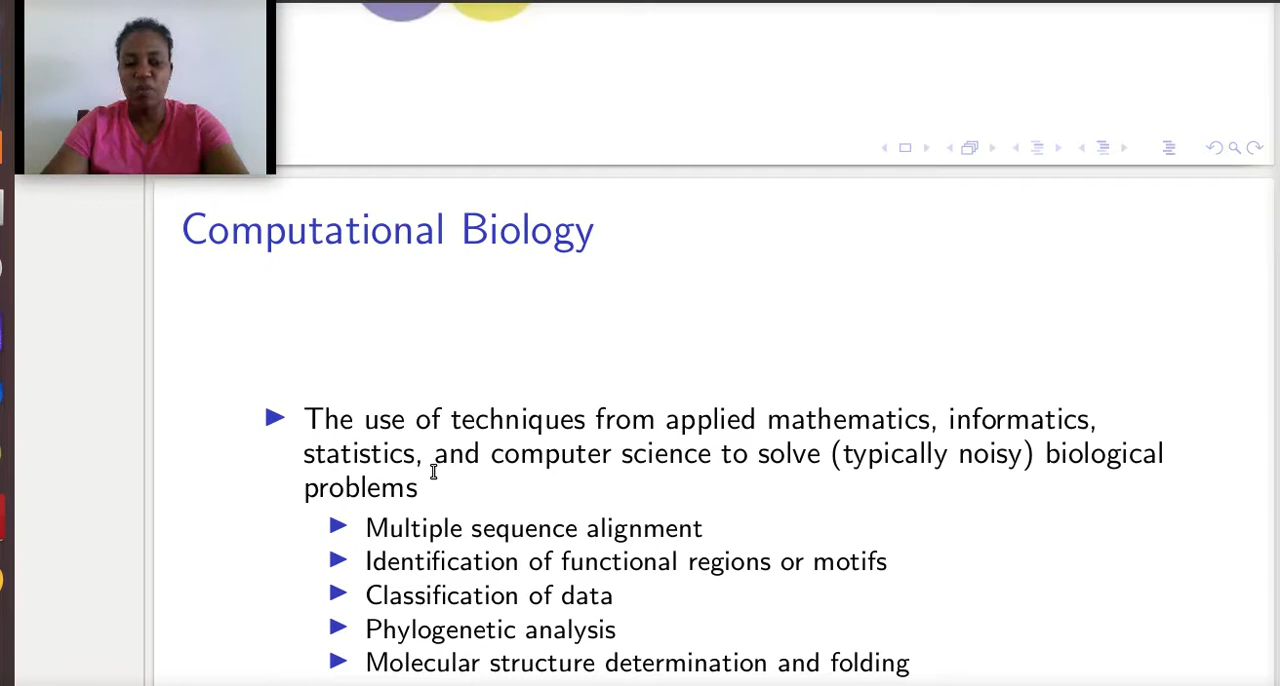 Computational Biology
The use of techniques from applied mathematics, informatics,
statistics, and computer science to solve (typically noisy) biological
problems
Multiple sequence alignment
Identification of functional regions or motifs
Classification of data
Phylogenetic analysis
Molecular structure determination and folding